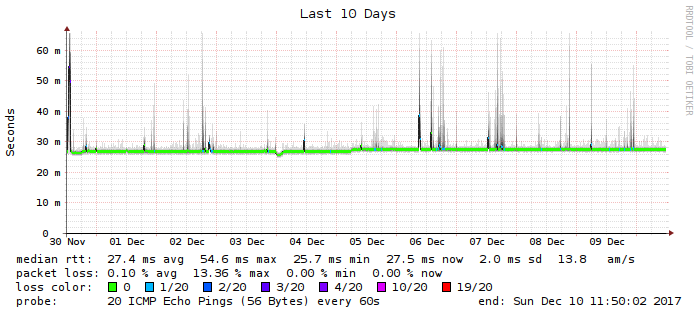 Last 10 Days
RRDTOOL / TOBI OETIKER
Seconds
60 m
50 m
40 m
30 m
20 m
10 m
0
30 Nov 01 Dec 02 Dec 03 Dec 04 Dec 05 Dec 06 Dec 07 Dec 08 Dec 09 Dec
median rtt: 27.4 ms avg 54.6 ms max 25.7 ms min 27.5 ms now 2.0 ms sd 13.8 am/s
packet loss: 0.10 % avg 13.36 % max 0.00 % min 0.00 % now
loss color: 0 1/20 2/20 3/20 4/20 10/20 19/20
probe: 20 ICMP Echo Pings (56 Bytes) every 60s end: Sun Dec 10 11:50:02 2017